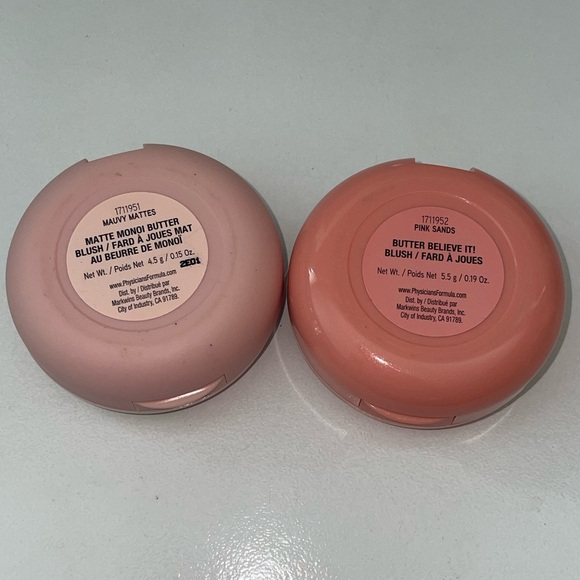 1711951
MAUVY MATTES
MATTE MONOI BUTTER
BLUSH / FARD À JOUES MAT
AU BEURRE DE MONOÏ
Net Wt. / Poids Net 4.5 g / 0.15 Oz.
www.PhysiciansFormula.com
Dist. by / Distribué par
Markwins Beauty Brands, Inc.
City of Industry, CA 91789.
1711952
PINK SANDS
BUTTER BELIEVE IT!
BLUSH / FARD À JOUES
Net Wt. / Poids Net 5.5 g / 0.19 Oz.
www.PhysiciansFormula.com
Dist. by / Distribué par
Markwins Beauty Brands, Inc.
City of Industry, CA 91789.